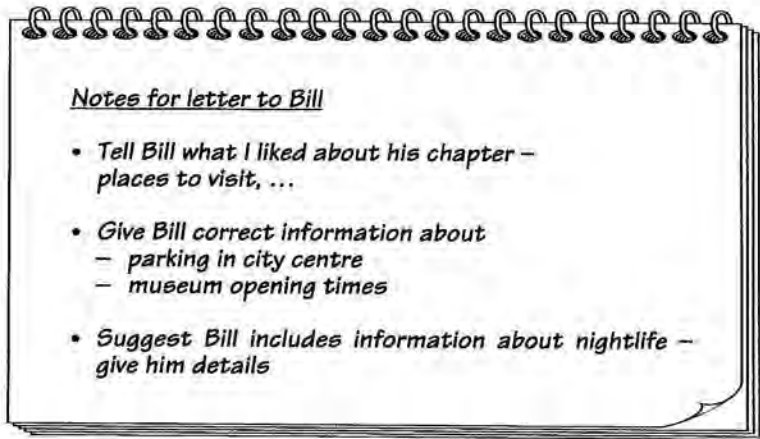 Notes for letter to Bill
• Tell Bill what I liked about his chapter –
places to visit, ...
• Give Bill correct information about
– parking in city centre
– museum opening times
• Suggest Bill includes information about nightlife –
give him details